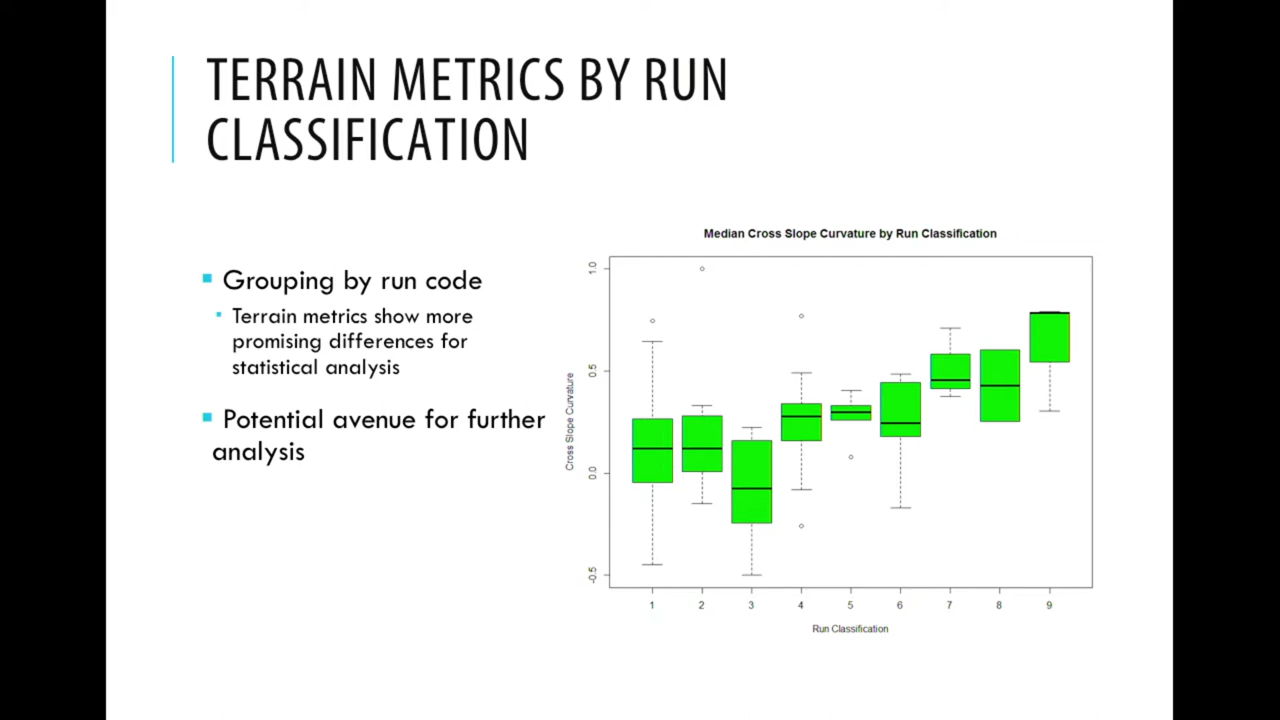 TERRAIN METRICS BY RUN
CLASSIFICATION
Grouping by run code
Terrain metrics show more
promising differences for
statistical analysis
Potential avenue for further
analysis
Median Cross Slope Curvature by Run Classification
Cross Slope Curvature
1.0
0.5
0.0
-0.5
1 2 3 4 5 6 7 8 9
Run Classification